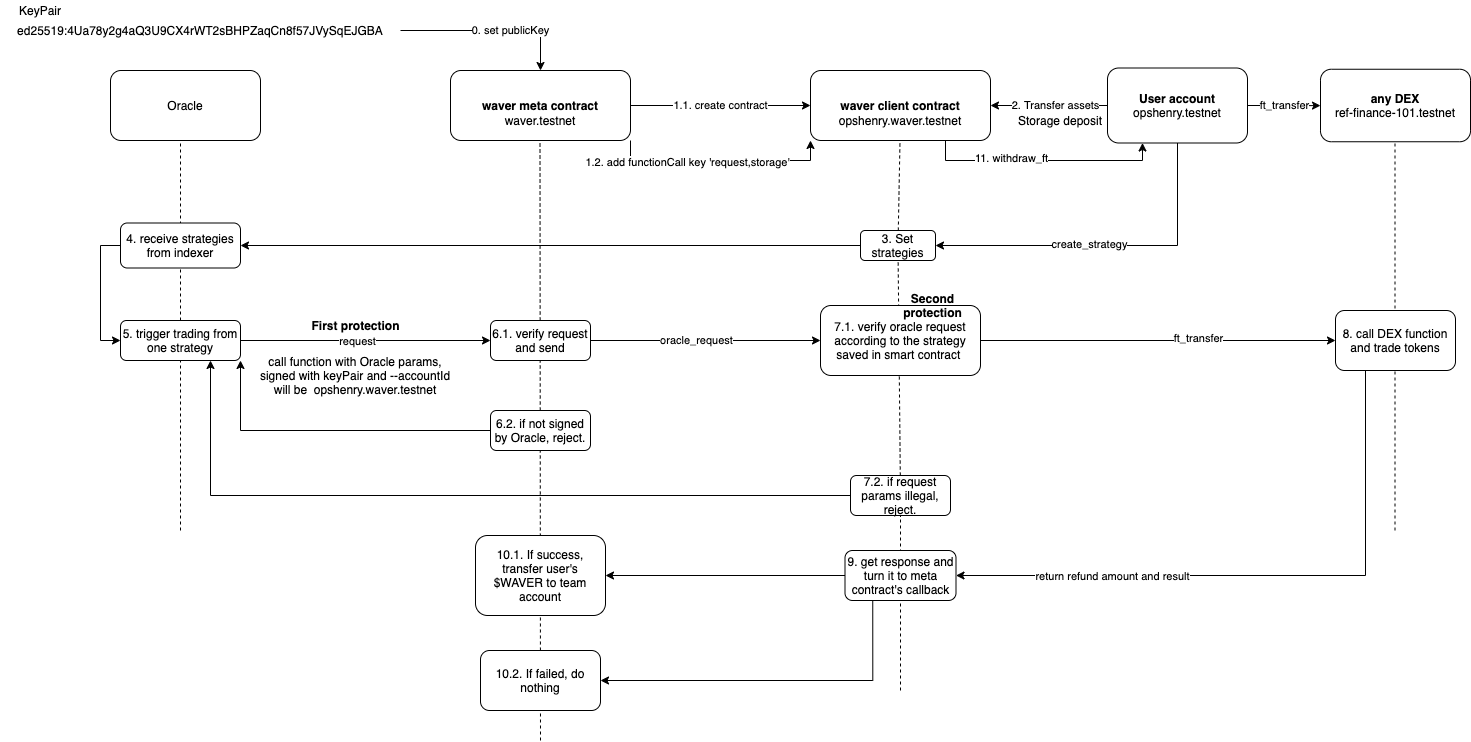 KeyPair
ed25519:4Ua78y2g4aQ3U9CX4rWT2sBHPZaqCn8f57JVySqEJGBA
0. set publicKey
Oracle
waver meta contract
waver.testnet
1.1. create contract
waver client contract
opshenry.waver.testnet
2. Transfer assets
Storage deposit
User account
opshenry.testnet
ft_transfer
any DEX
ref-finance-101.testnet
1.2. add functionCall key 'request,storage'
11. withdraw_ft
4. receive strategies
from indexer
3. Set
strategies
create_strategy
5. trigger trading from
one strategy
First protection
request
call function with Oracle params,
signed with keyPair and --accountId
will be opshenry.waver.testnet
6.1. verify request
and send
oracle_request
Second
protection
7.1. verify oracle request
according to the strategy
saved in smart contract
ft_transfer
8. call DEX function
and trade tokens
6.2. if not signed
by Oracle, reject.
7.2. if request
params illegal,
reject.
10.1. If success,
transfer user's
$WAVER to team
account
9. get response and
turn it to meta
contract's callback
return refund amount and result
10.2. If failed, do
nothing